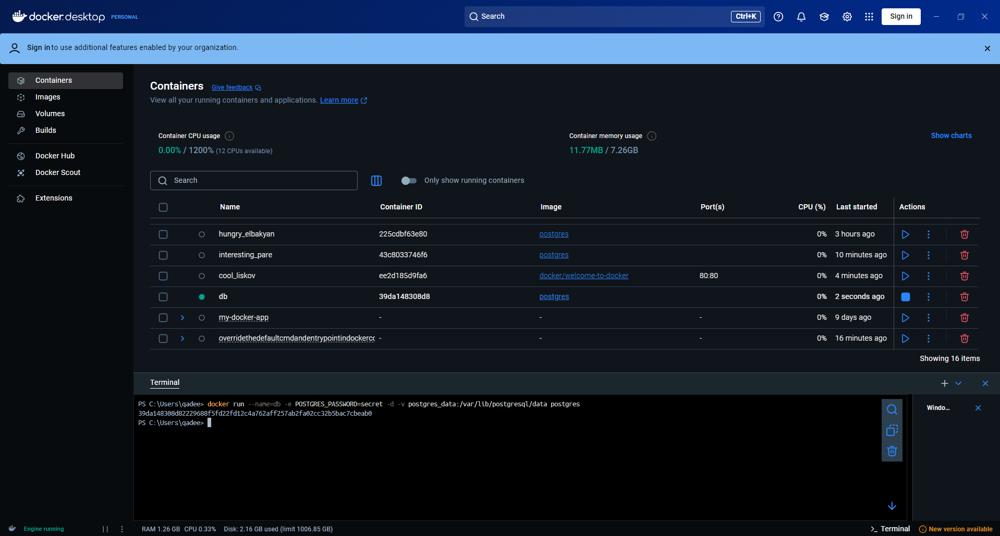 docker.desktop PERSONAL
Search Ctrl+K
Sign in
Sign in to use additional features enabled by your organization.
Containers
Images
Volumes
Builds
Docker Hub
Docker Scout
Extensions
Containers Give feedback
View all your running containers and applications. Learn more
Container CPU usage
0.00% / 1200% (12 CPUs available)
Container memory usage
11.77MB / 7.26GB
Show charts
Search
Only show running containers
Name Container ID Image Port(s) CPU (%) Last started Actions
hungry_elbakyan 225cdbf63e80 postgres 0% 3 hours ago
interesting_pare 43c8033746f6 postgres 0% 10 minutes ago
cool_liskov ee2d185d9fa6 docker/welcome-to-docker 80:80 0% 4 minutes ago
db 39da148308d8 postgres 0% 2 seconds ago
my-docker-app - - - 0% 9 days ago
overridethedefaultcmdandentrypointindockercc - - - 0% 16 minutes ago
Showing 16 items
Terminal
PS C:\Users\qadee> docker run --name=db -e POSTGRES_PASSWORD=secret -d -v postgres_data:/var/lib/postgresql/data postgres
39da148308d82229688f5fd22fd12c4a762aff257ab2fa02cc32b5bac7cbeab0
PS C:\Users\qadee>
Windo...
Engine running
RAM 1.26 GB CPU 0.33% Disk: 2.16 GB used (limit 1006.85 GB)
Terminal
New version available